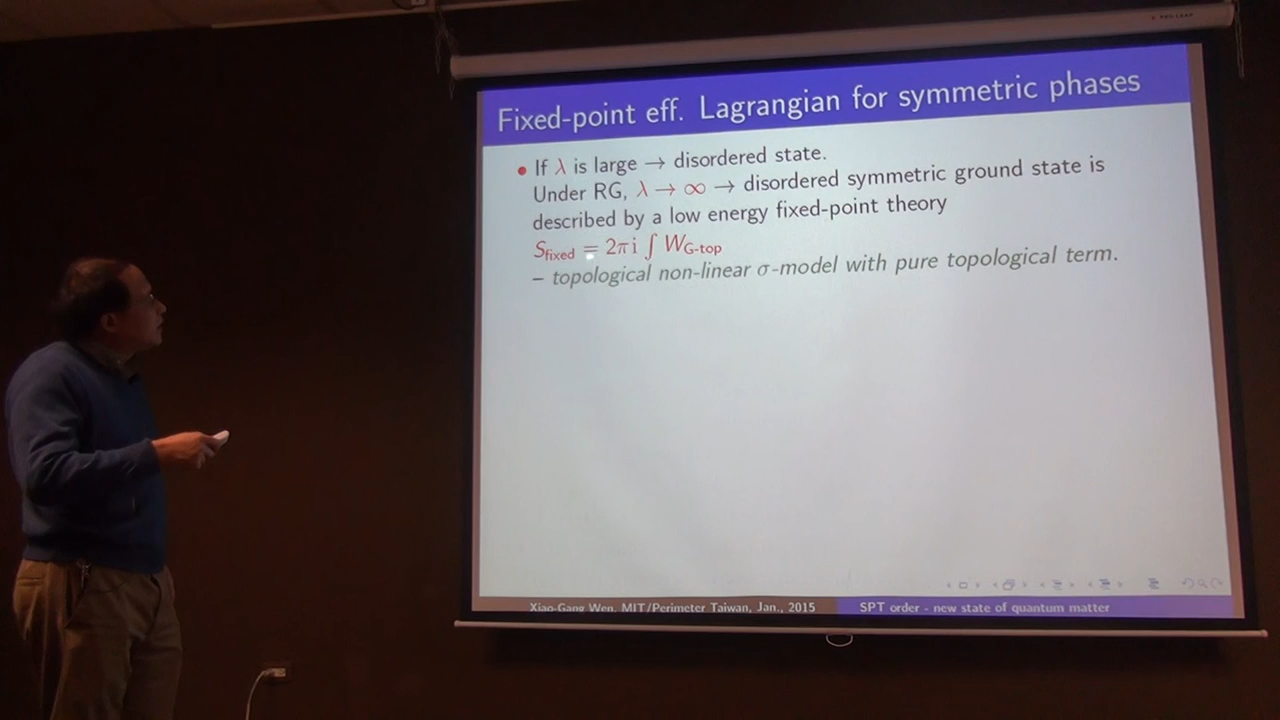 Fixed-point eff. Lagrangian for symmetric phases
• If λ is large → disordered state.
Under RG, λ → ∞ → disordered symmetric ground state is
described by a low energy fixed-point theory
S_fixed = 2πi ∫ W_G-top
– topological non-linear σ-model with pure topological term.
Xiao-Gang Wen, MIT/Perimeter Taiwan, Jan., 2015
SPT order - new state of quantum matter